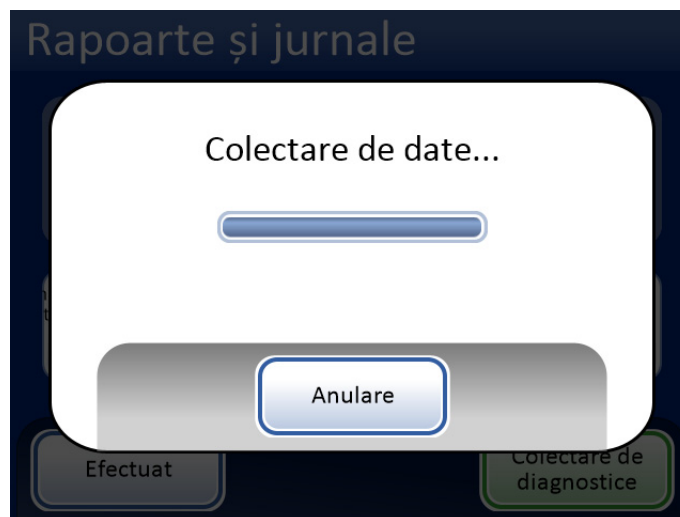 Rapoarte și jurnale
Colectare de date...
Anulare
Efectuat
Colectare de
diagnostice